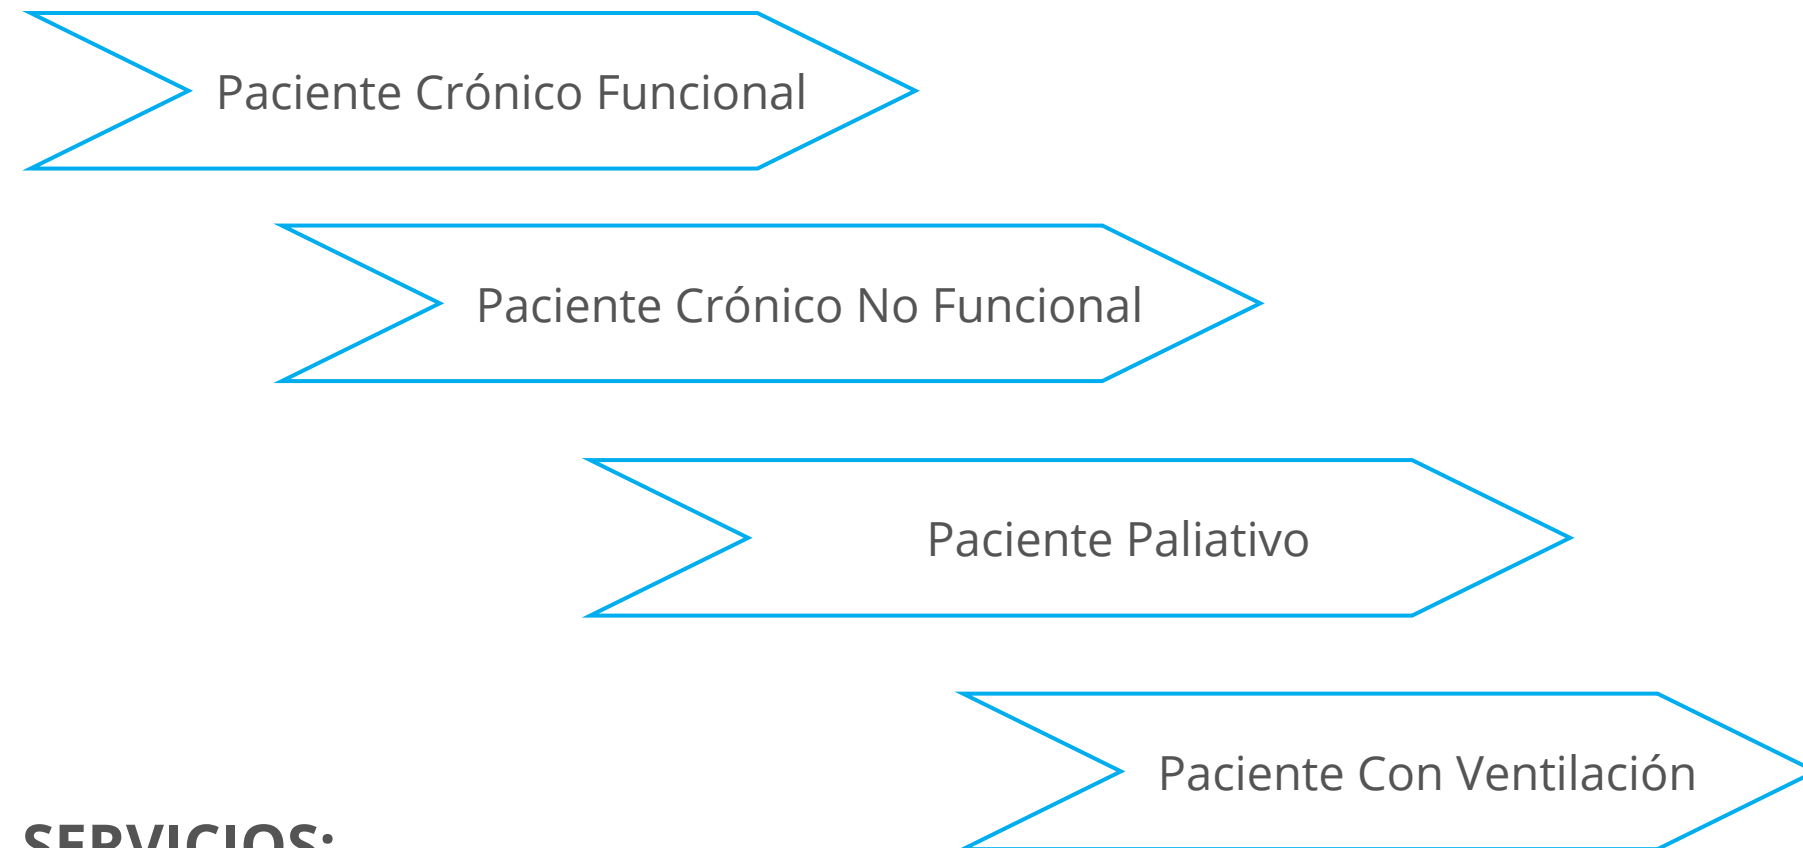 Paciente Crónico Funcional
Paciente Crónico No Funcional
Paciente Paliativo
Paciente Con Ventilación
SERVICIOS: